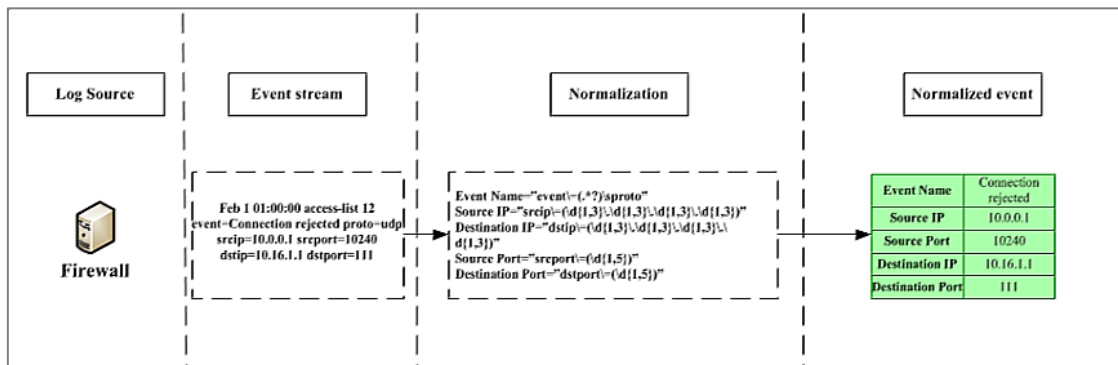 Log Source
Event stream
Normalization
Normalized event
Firewall
Feb 1 01:00:00 access-list 12
event=Connection rejected proto=udp
srcip=10.0.0.1 srcport=10240
dstip=10.16.1.1 dstport=111
Event Name=”event\=(.*?)\sproto”
Source IP=”srcip\=(\d{1,3}\.\d{1,3}\.\d{1,3}\.\d{1,3})”
Destination IP=”dstip\=(\d{1,3}\.\d{1,3}\.\d{1,3}\.\
d{1,3})”
Source Port=”srcport\=(\d{1,5})”
Destination Port=”dstport\=(\d{1,5})”
Event Name Connection
rejected
Source IP 10.0.0.1
Source Port 10240
Destination IP 10.16.1.1
Destination Port 111